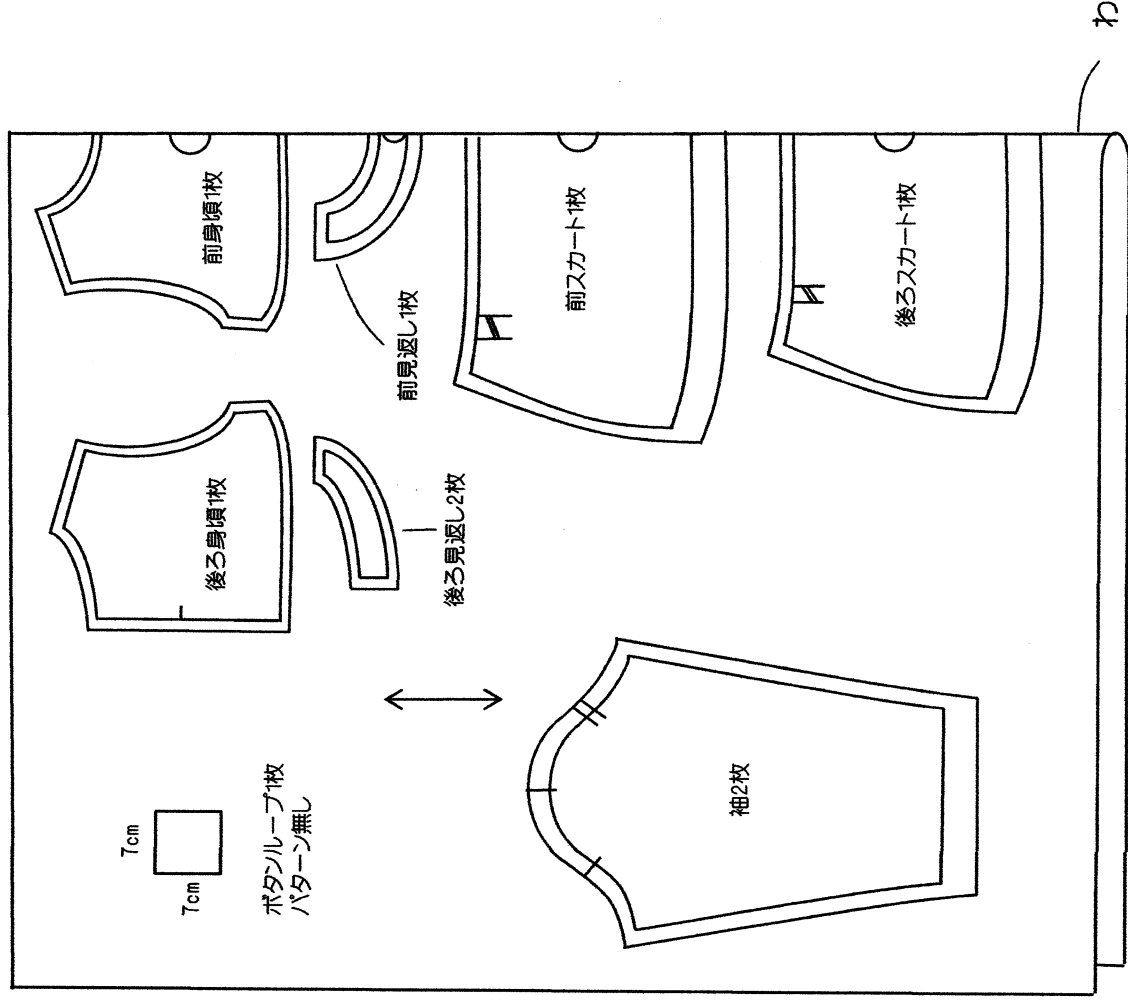 わ
前身頃1枚
前見返し1枚
前スカート1枚
後ろスカート1枚
後ろ身頃1枚
後ろ見返し2枚
袖2枚
7cm
7cm
ボタンループ1枚
パターン無し